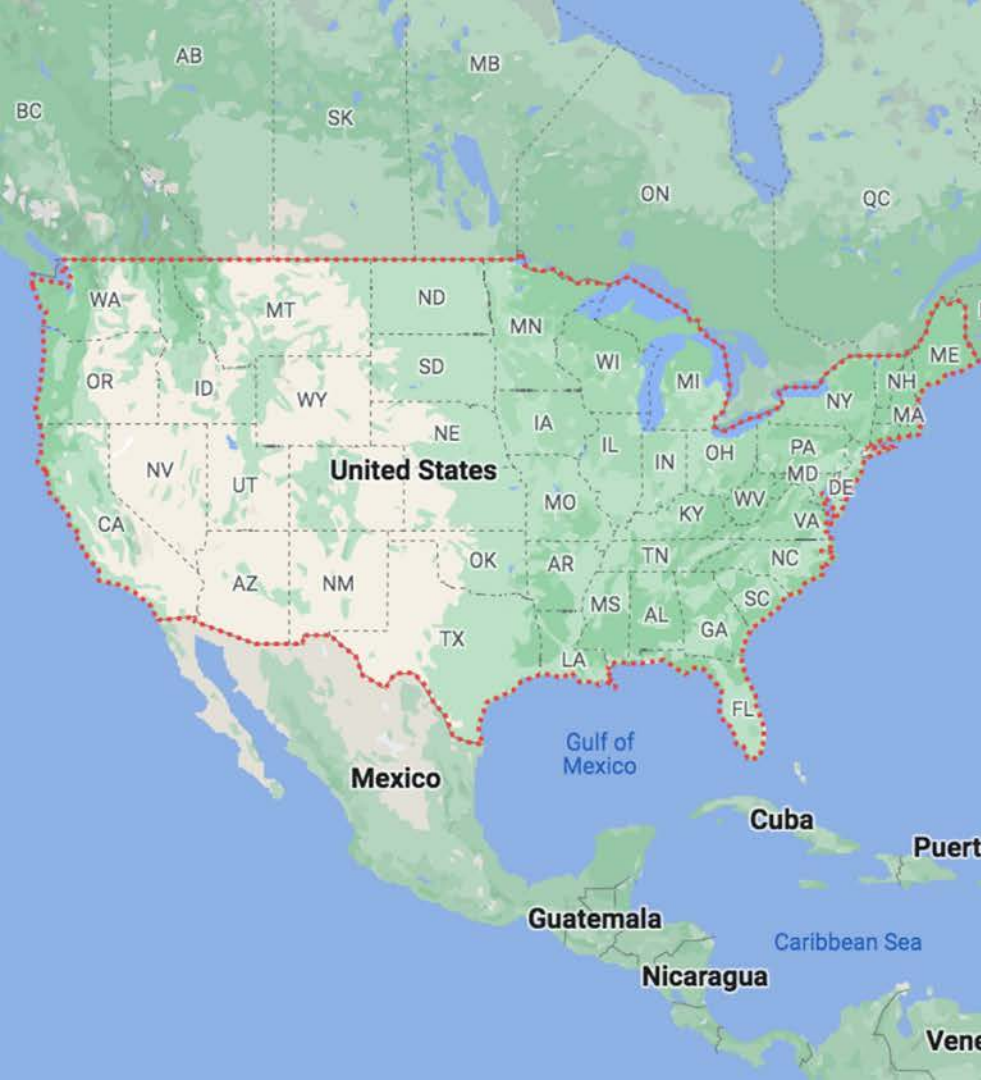 AB
MB
BC
SK
ON
QC
WA
MT
ND
MN
WI
ME
OR
ID
WY
SD
MI
NH
NY
MA
NE
IA
IL
IN
OH
PA
NV
UT
United States
MO
KY
WV
MD
DE
VA
CA
AZ
NM
OK
AR
TN
NC
TX
MS
AL
GA
SC
LA
FL
Gulf of
Mexico
Mexico
Cuba
Puert
Guatemala
Caribbean Sea
Nicaragua
Vene